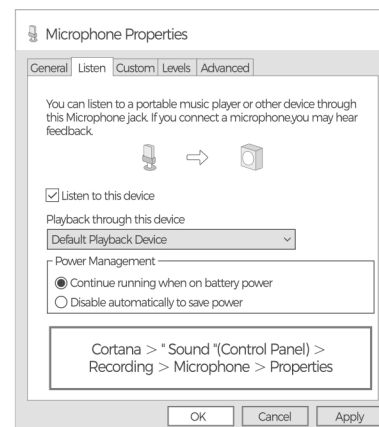 Microphone Properties
General Listen Custom Levels Advanced
You can listen to a portable music player or other device through
this Microphone jack. If you connect a microphone,you may hear
feedback.
Listen to this device
Playback through this device
Default Playback Device
Power Management
Continue running when on battery power
Disable automatically to save power
Cortana > " Sound "(Control Panel) >
Recording > Microphone > Properties
OK Cancel Apply